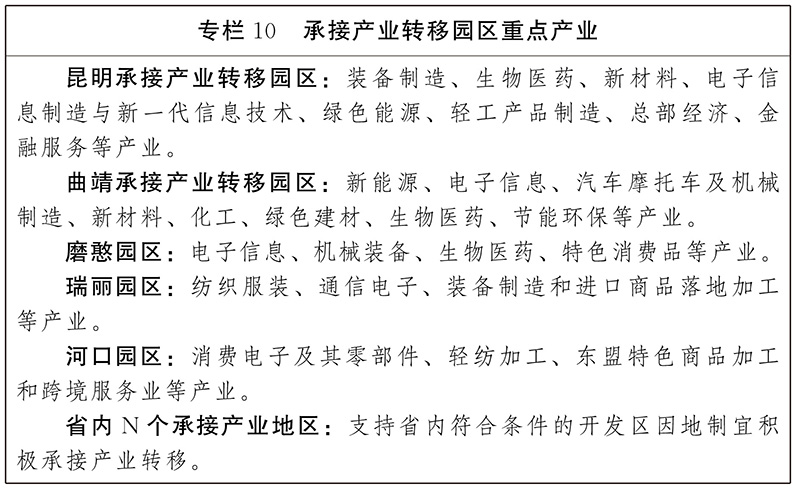 专栏10 承接产业转移园区重点产业
昆明承接产业转移园区：装备制造、生物医药、新材料、电子信
息制造与新一代信息技术、绿色能源、轻工产品制造、总部经济、金
融服务等产业。
曲靖承接产业转移园区：新能源、电子信息、汽车摩托车及机械
制造、新材料、化工、绿色建材、生物医药、节能环保等产业。
磨憨园区：电子信息、机械装备、生物医药、特色消费品等产业。
瑞丽园区：纺织服装、通信电子、装备制造和进口商品落地加工
等产业。
河口园区：消费电子及其零部件、轻纺加工、东盟特色商品加工
和跨境服务业等产业。
省内N个承接产业地区：支持省内符合条件的开发区因地制宜积
极承接产业转移。